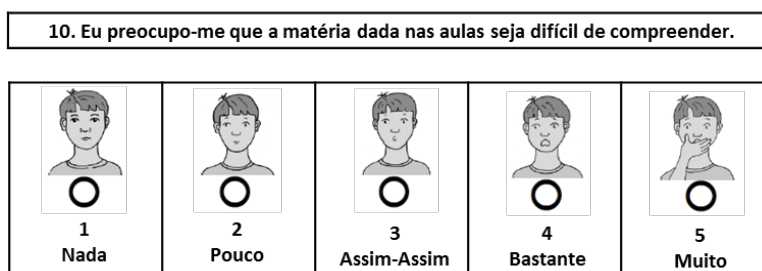 10. Eu preocupo-me que a matéria dada nas aulas seja difícil de compreender.
1 2 3 4 5
Nada Pouco Assim-Assim Bastante Muito